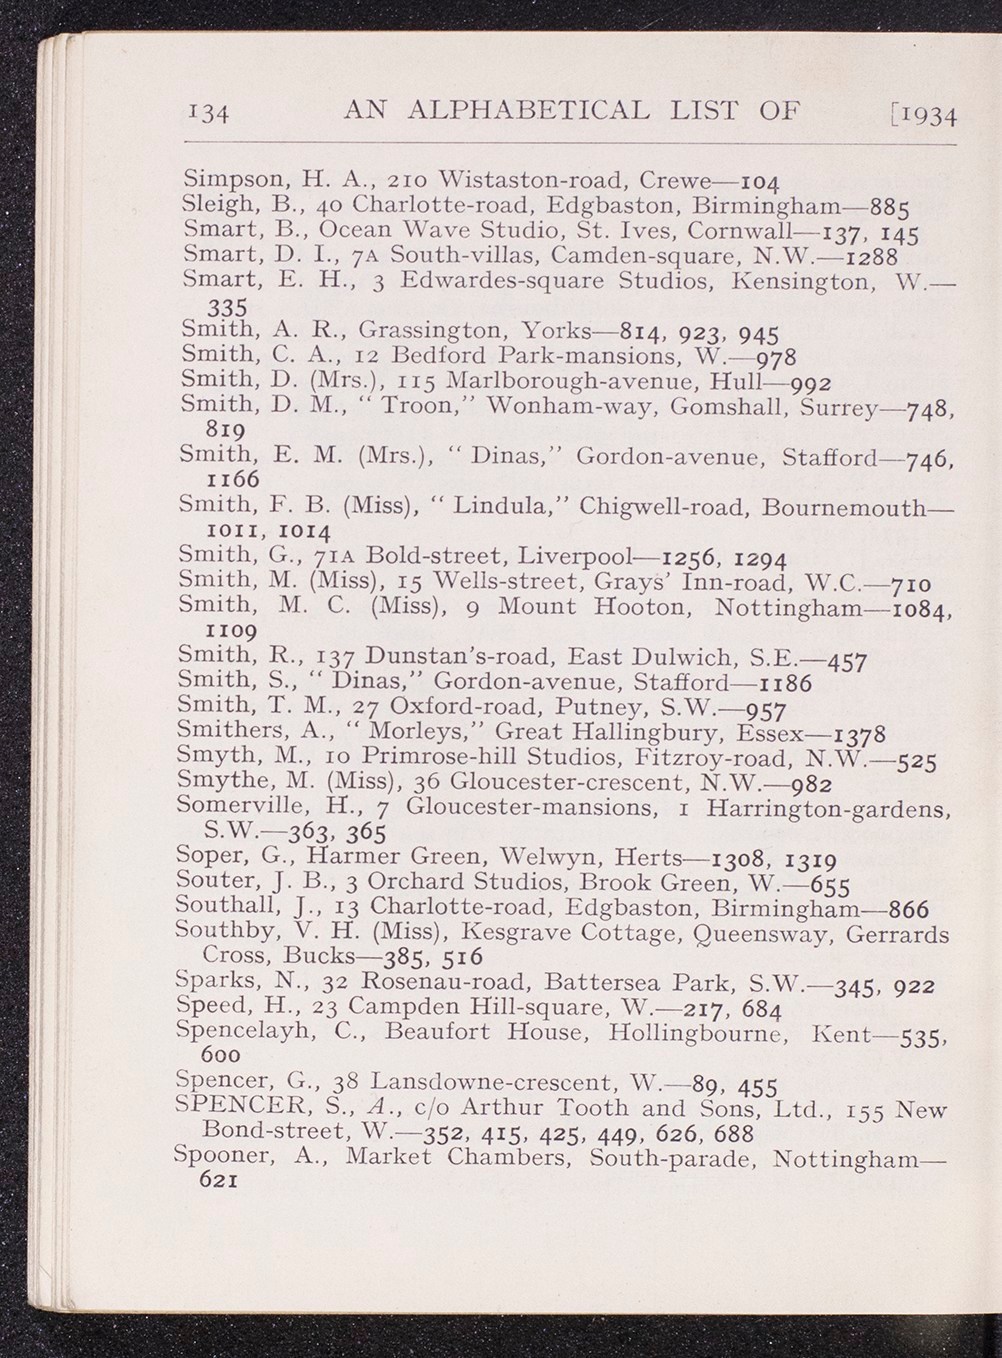 134 AN ALPHABETICAL LIST OF [1934
Simpson, H. A., 210 Wistaston-road, Crewe—104
Sleigh, B., 40 Charlotte-road, Edgbaston, Birmingham—885
Smart, B., Ocean Wave Studio, St. Ives, Cornwall—137, 145
Smart, D. I., 7A South-villas, Camden-square, N.W.—1288
Smart, E. H., 3 Edwardes-square Studios, Kensington, W.—
335
Smith, A. R., Grassington, Yorks—814, 923, 945
Smith, C. A., 12 Bedford Park-mansions, W.—978
Smith, D. (Mrs.), 115 Marlborough-avenue, Hull—992
Smith, D. M., “ Troon,” Wonham-way, Gomshall, Surrey—748,
819
Smith, E. M. (Mrs.), “ Dinas,” Gordon-avenue, Stafford—746,
1166
Smith, F. B. (Miss), “ Lindula,” Chigwell-road, Bournemouth—
1011, 1014
Smith, G., 71A Bold-street, Liverpool—1256, 1294
Smith, M. (Miss), 15 Wells-street, Grays’ Inn-road, W.C.—710
Smith, M. C. (Miss), 9 Mount Hooton, Nottingham—1084,
1109
Smith, R., 137 Dunstan’s-road, East Dulwich, S.E.—457
Smith, S., “ Dinas,” Gordon-avenue, Stafford—1186
Smith, T. M., 27 Oxford-road, Putney, S.W.—957
Smithers, A., “ Morleys,” Great Hallingbury, Essex—1378
Smyth, M., 10 Primrose-hill Studios, Fitzroy-road, N.W.—525
Smythe, M. (Miss), 36 Gloucester-crescent, N.W.—982
Somerville, H., 7 Gloucester-mansions, 1 Harrington-gardens,
S.W.—363, 365
Soper, G., Harmer Green, Welwyn, Herts—1308, 1319
Souter, J. B., 3 Orchard Studios, Brook Green, W.—655
Southall, J., 13 Charlotte-road, Edgbaston, Birmingham—866
Southby, V. H. (Miss), Kesgrave Cottage, Queensway, Gerrards
Cross, Bucks—385, 516
Sparks, N., 32 Rosenau-road, Battersea Park, S.W.—345, 922
Speed, H., 23 Campden Hill-square, W.—217, 684
Spencelayh, C., Beaufort House, Hollingbourne, Kent—535,
600
Spencer, G., 38 Lansdowne-crescent, W.—89, 455
SPENCER, S., A., c/o Arthur Tooth and Sons, Ltd., 155 New
Bond-street, W.—352, 415, 425, 449, 626, 688
Spooner, A., Market Chambers, South-parade, Nottingham—
621